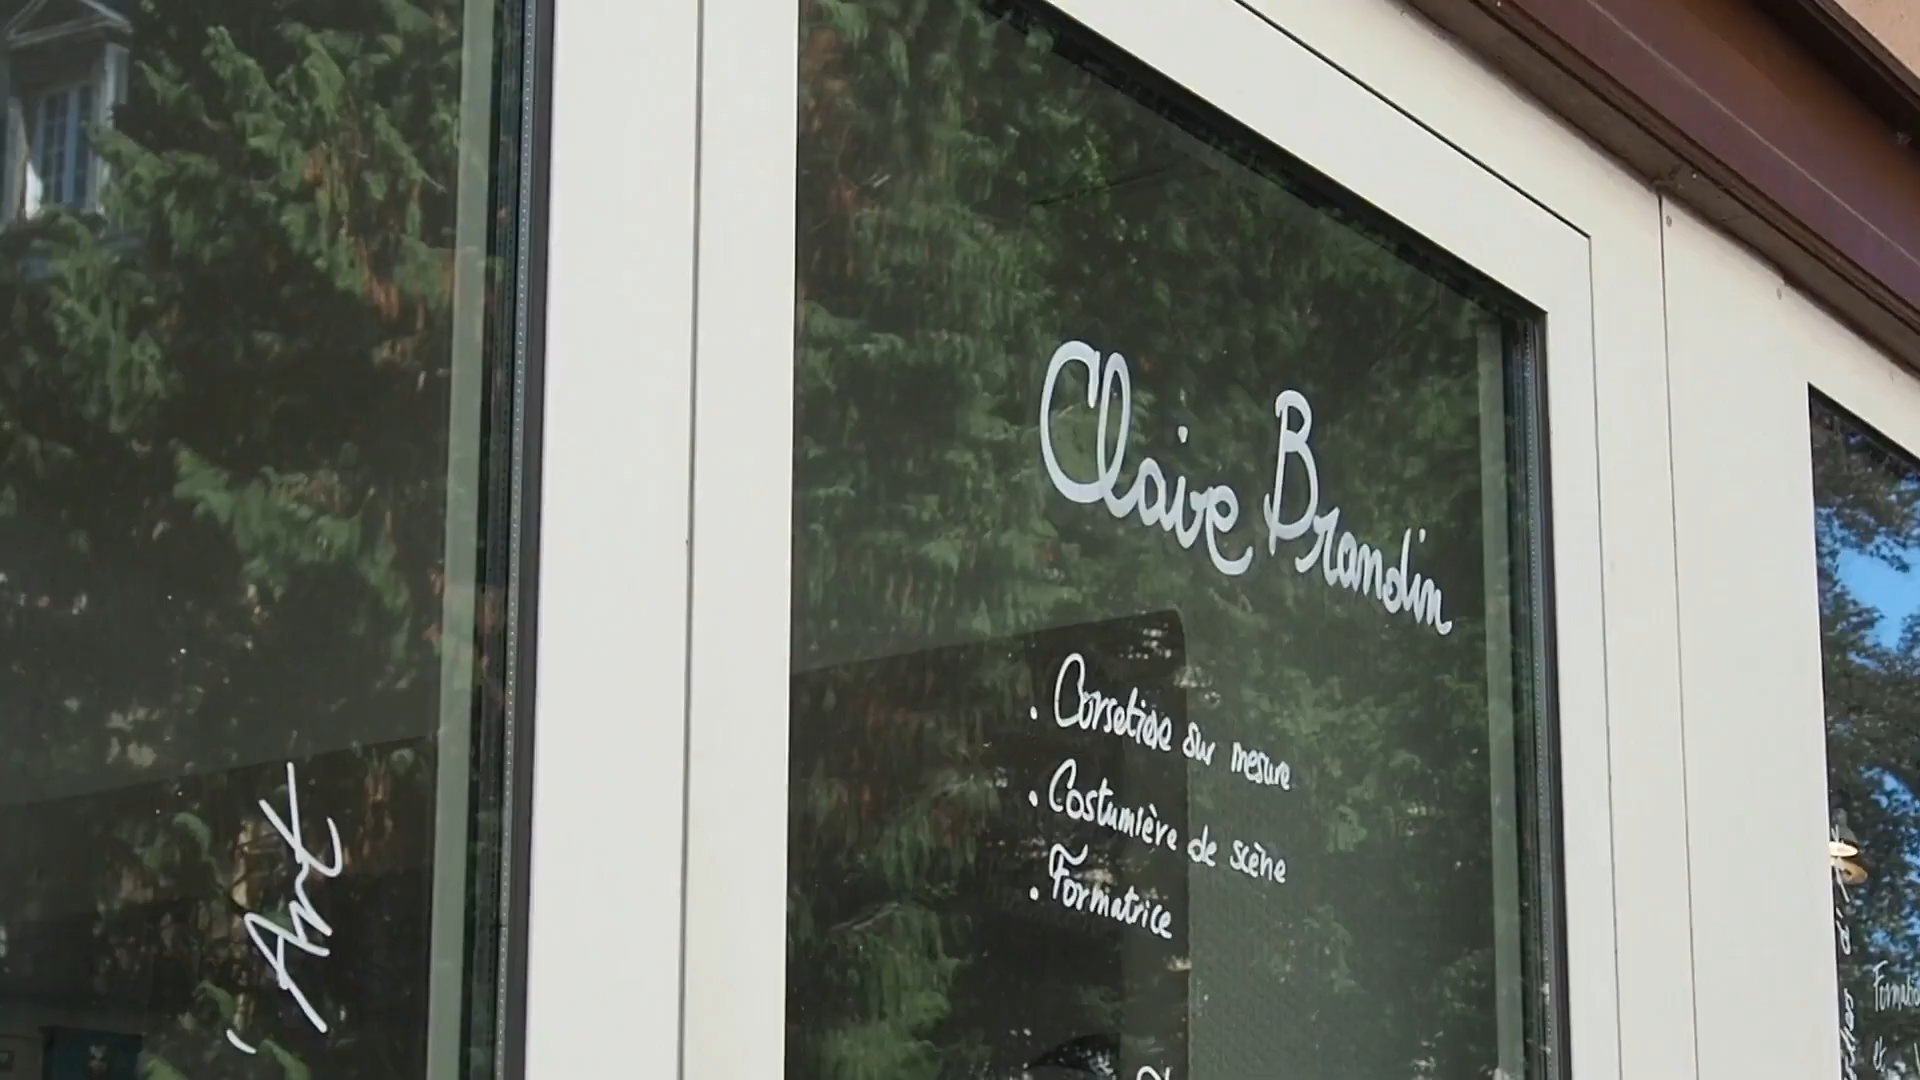 Claire Brandin
. Corsetière sur mesure
. Costumière de scène
. Formatrice
'Art